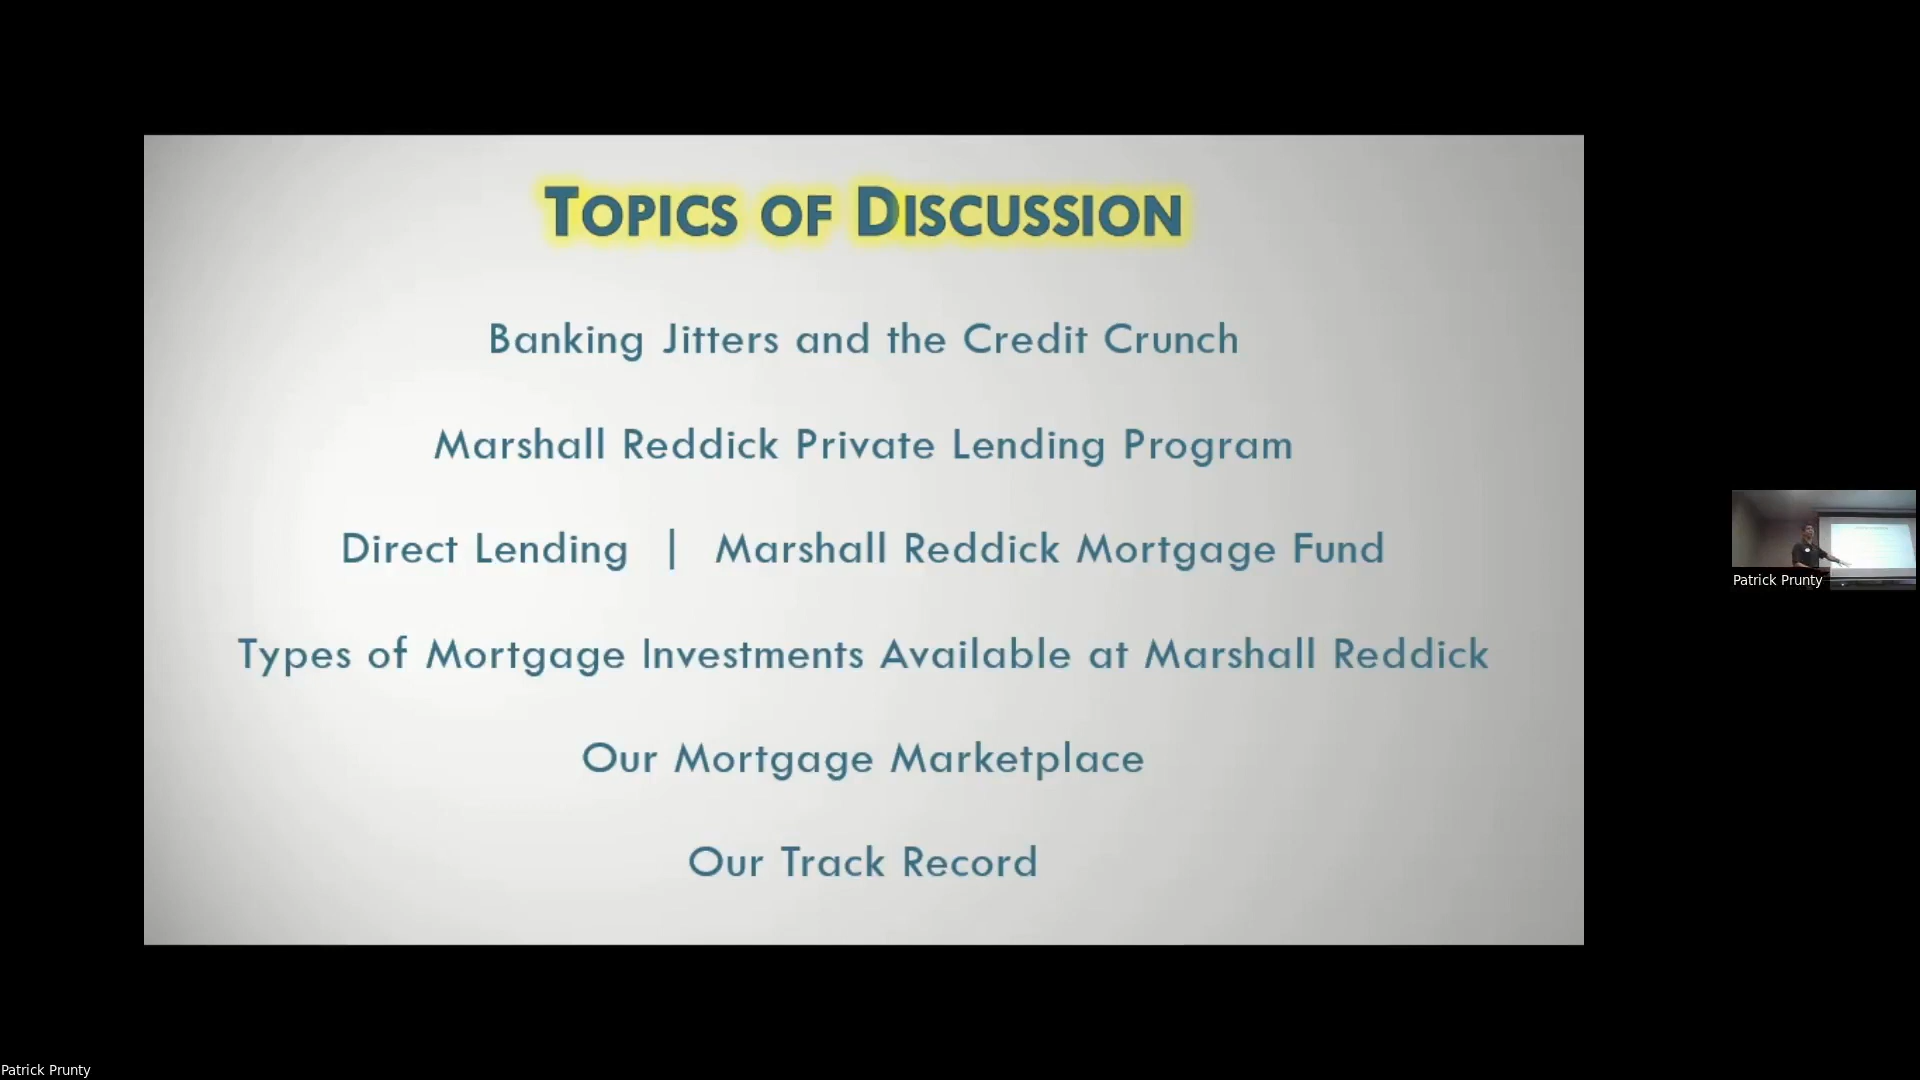 Topics of Discussion
Banking Jitters and the Credit Crunch
Marshall Reddick Private Lending Program
Direct Lending | Marshall Reddick Mortgage Fund
Types of Mortgage Investments Available at Marshall Reddick
Our Mortgage Marketplace
Our Track Record
Patrick Prunty
Patrick Prunty